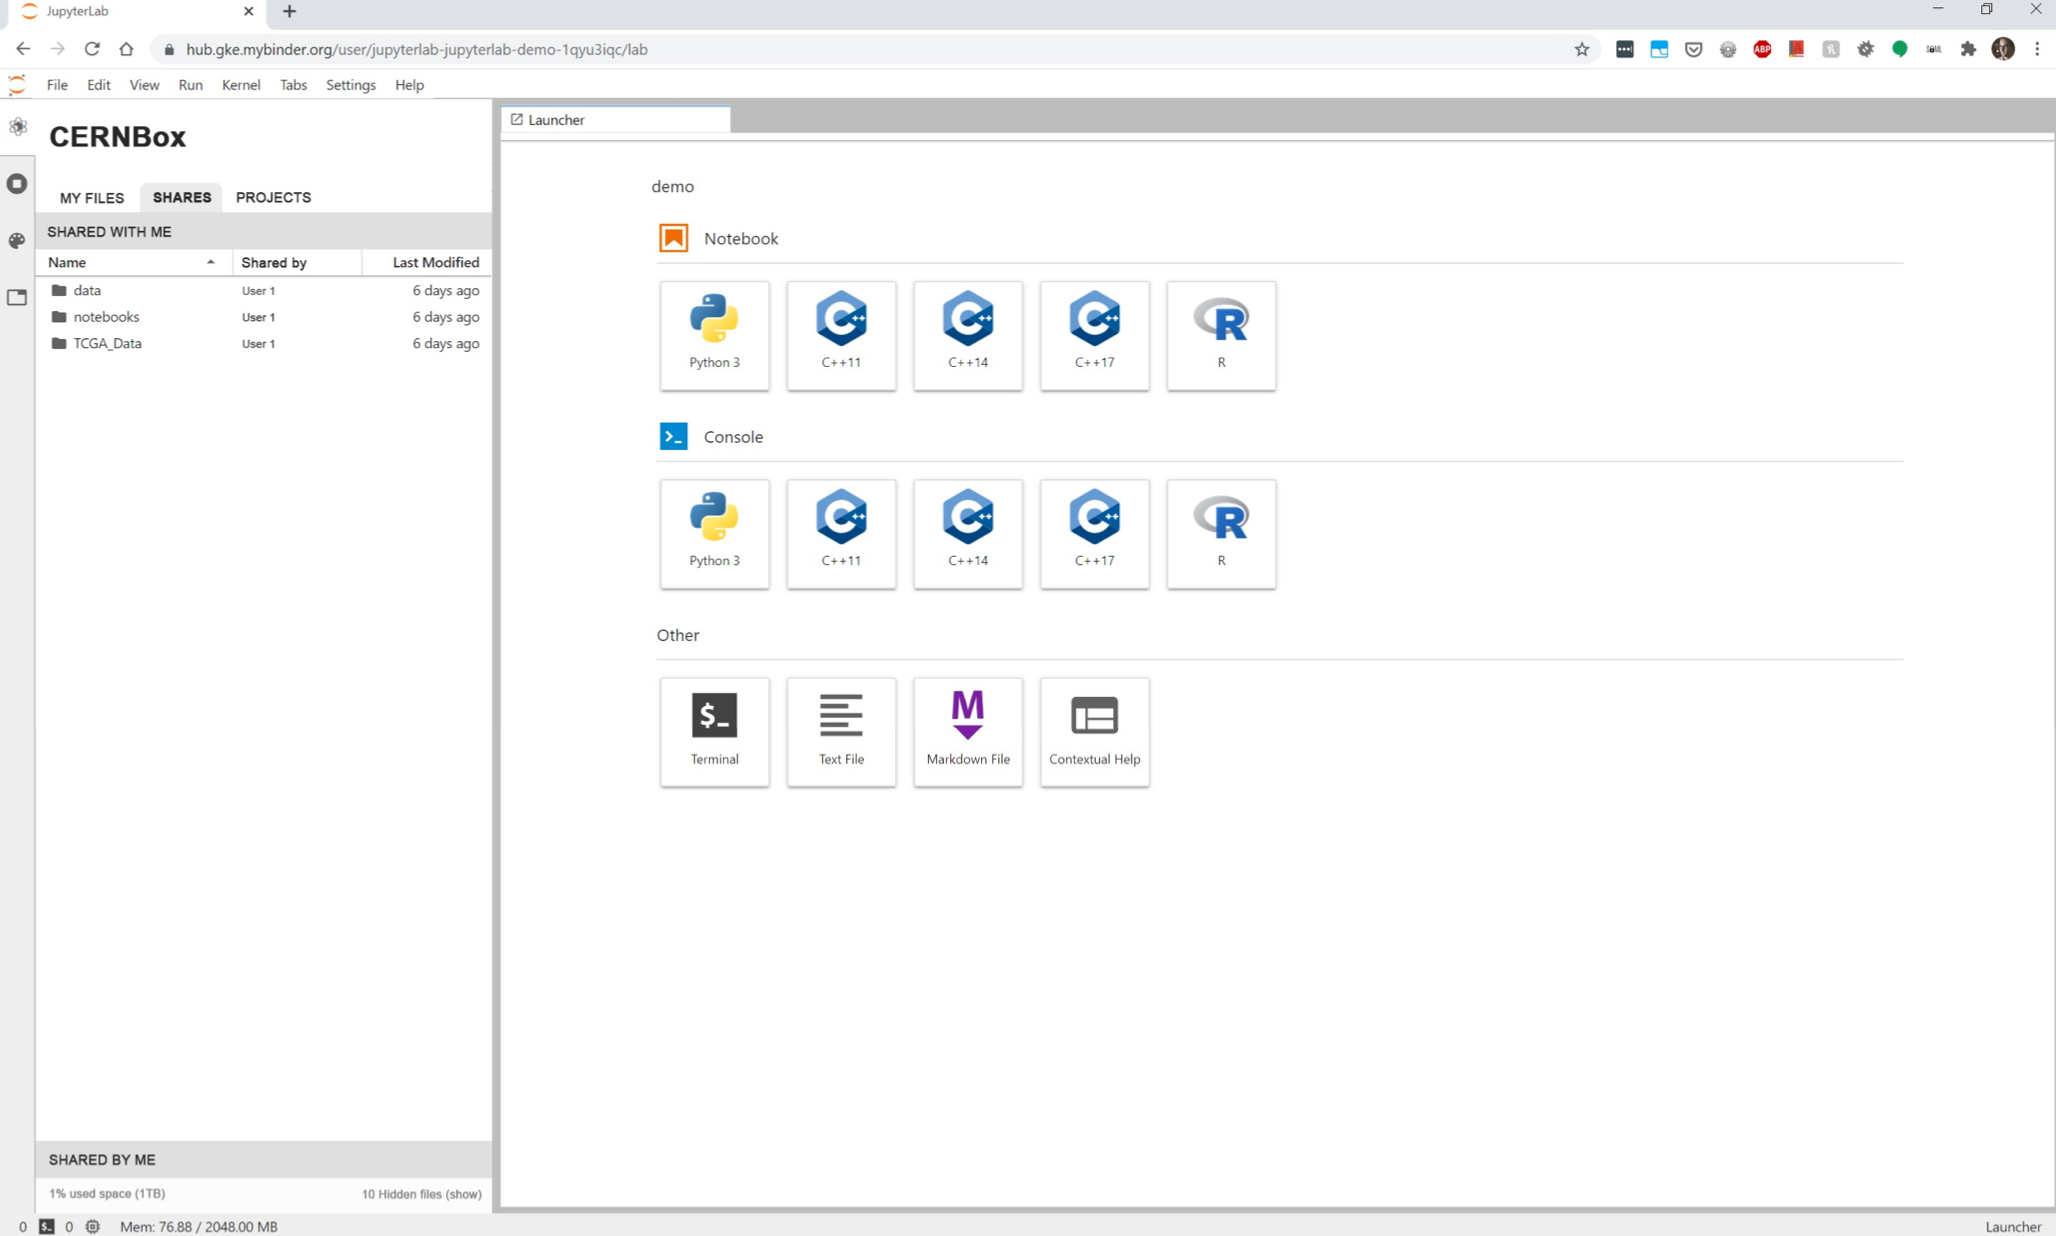 JupyterLab
hub.gke.mybinder.org/user/jupyterlab-jupyterlab-demo-1qyu3iqc/lab
ABP
File Edit View Run Kernel Tabs Settings Help
CERNBox
MY FILES SHARES PROJECTS
SHARED WITH ME
Name Shared by Last Modified
data User 1 6 days ago
notebooks User 1 6 days ago
TCGA_Data User 1 6 days ago
SHARED BY ME
1% used space (1TB) 10 Hidden files (show)
Launcher
demo
Notebook
Python 3 C++11 C++14 C++17 R
Console
Python 3 C++11 C++14 C++17 R
Other
$_ M
Terminal Text File Markdown File Contextual Help
0 $_ 0 Mem: 76.88 / 2048.00 MB Launcher